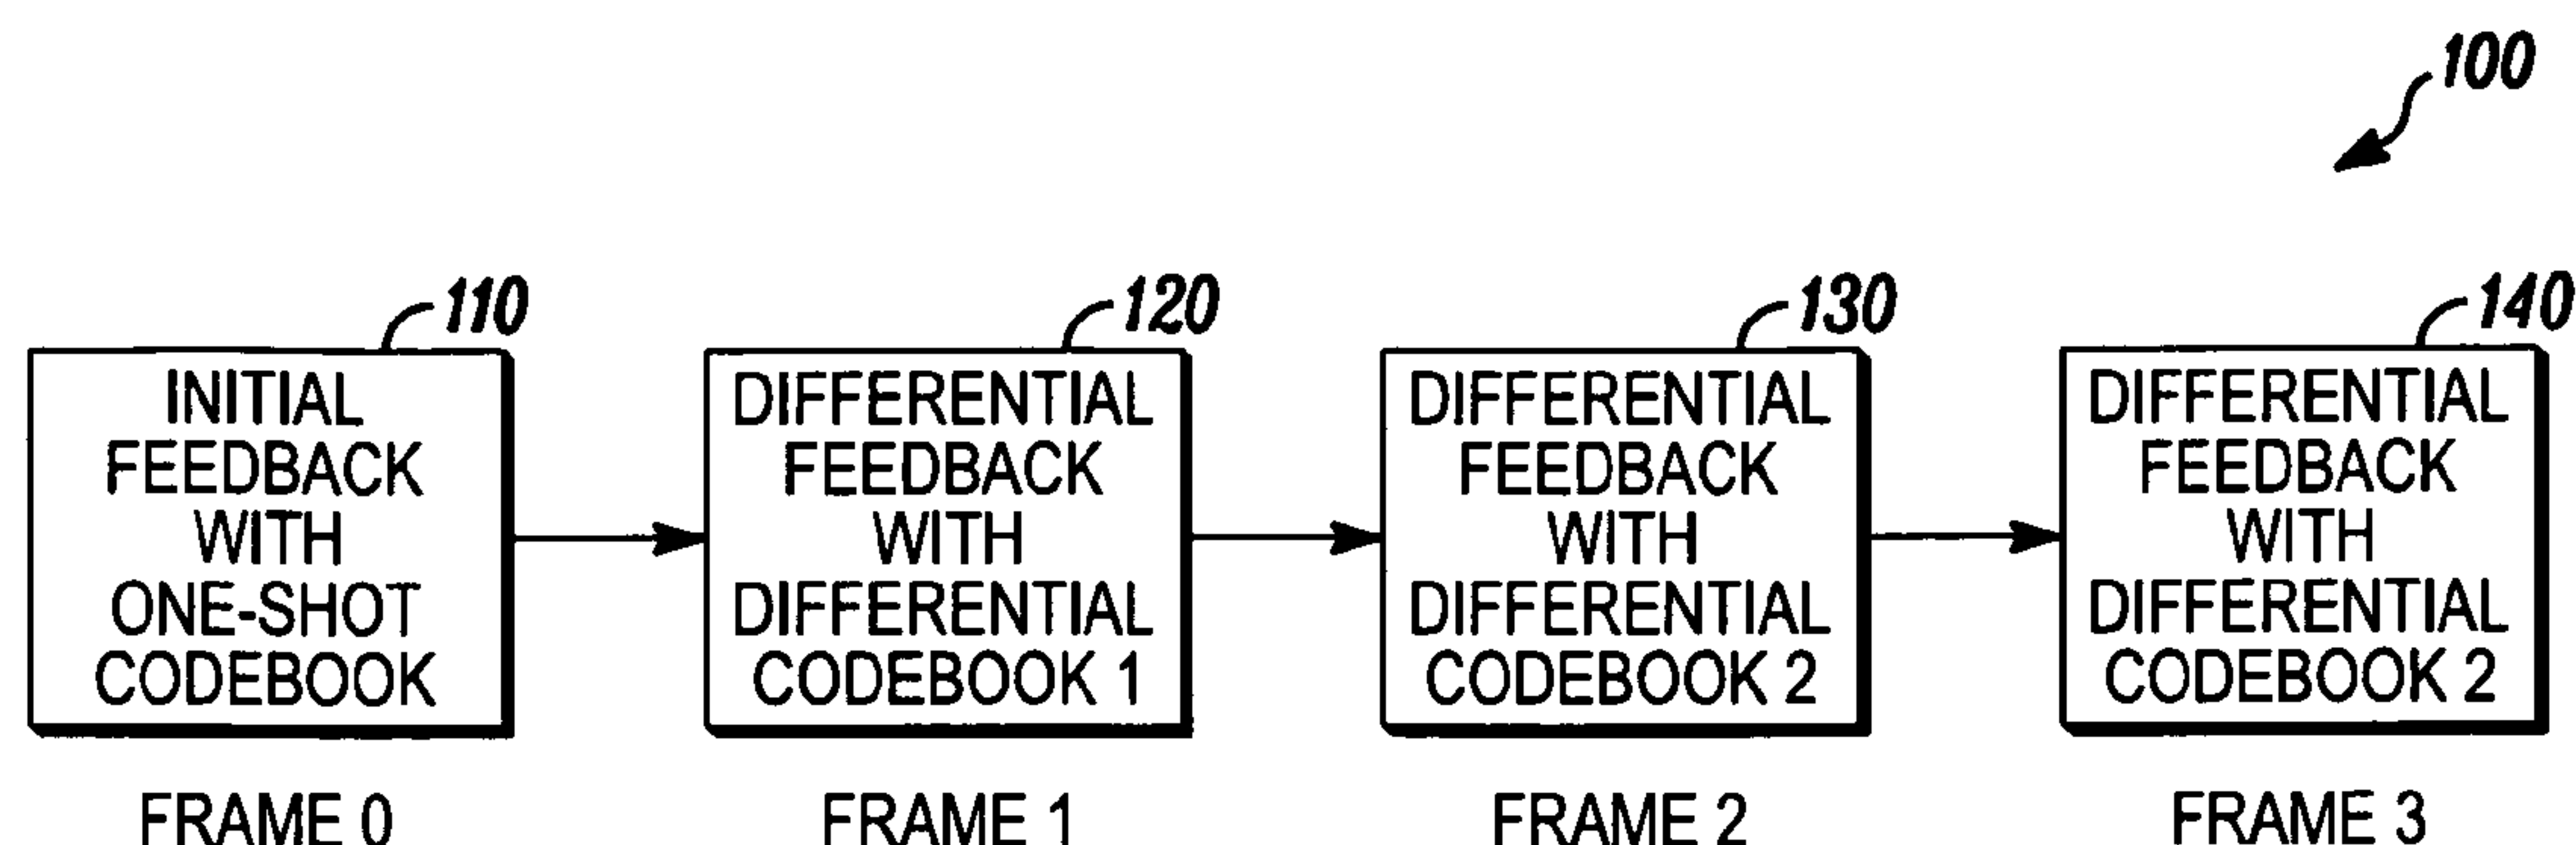 100
110
INITIAL
FEEDBACK
WITH
ONE-SHOT
CODEBOOK
FRAME 0
120
DIFFERENTIAL
FEEDBACK
WITH
DIFFERENTIAL
CODEBOOK 1
FRAME 1
130
DIFFERENTIAL
FEEDBACK
WITH
DIFFERENTIAL
CODEBOOK 2
FRAME 2
140
DIFFERENTIAL
FEEDBACK
WITH
DIFFERENTIAL
CODEBOOK 2
FRAME 3